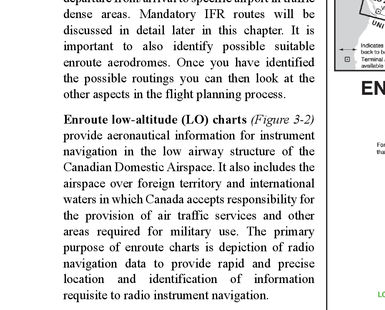 departure from arrival to specific airport in traffic
dense areas. Mandatory IFR routes will be
discussed in detail later in this chapter. It is
important to also identify possible suitable
enroute aerodromes. Once you have identified
the possible routings you can then look at the
other aspects in the flight planning process.
Enroute low-altitude (LO) charts (Figure 3-2)
provide aeronautical information for instrument
navigation in the low airway structure of the
Canadian Domestic Airspace. It also includes the
airspace over foreign territory and international
waters in which Canada accepts responsibility for
the provision of air traffic services and other
areas required for military use. The primary
purpose of enroute charts is depiction of radio
navigation data to provide rapid and precise
location and identification of information
requisite to radio instrument navigation.
UNI
Indicates
back to b
Terminal
available
EN
For
tha
LO